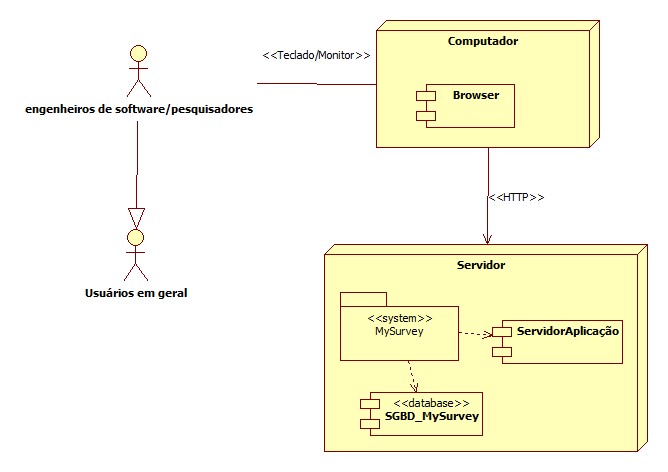 <<Teclado/Monitor>>
Computador
Browser
engenheiros de software/pesquisadores
<<HTTP>>
Usuários em geral
Servidor
<<system>>
MySurvey
ServidorAplicação
<<database>>
SGBD_MySurvey